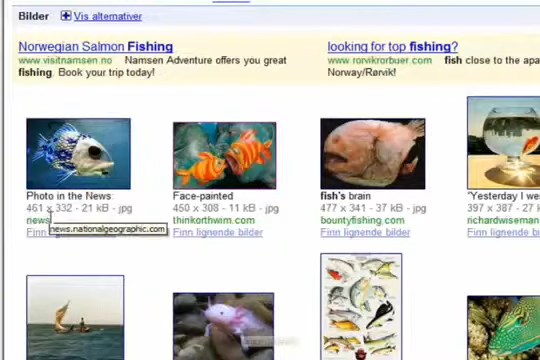 Bilder Vis alternativer
Norwegian Salmon Fishing
www.visitnamsen.no Namsen Adventure offers you great
fishing. Book your trip today!
looking for top fishing?
www.rorvikrorbuer.com fish close to the apa
Norway/Rørvik!
Photo in the News:
461 x 332 - 21 kB - jpg
news
news.nationalgeographic.com
Finn
Face-painted
450 x 308 - 11 kB - jpg
thinkorthwim.com
Finn lignende bilder
fish's brain
477 x 341 - 37 kB - jpg
bountyfishing.com
Finn lignende bilder
"Yesterday I we
397 x 387 - 27 k
richardwiseman
Finn lignende bi